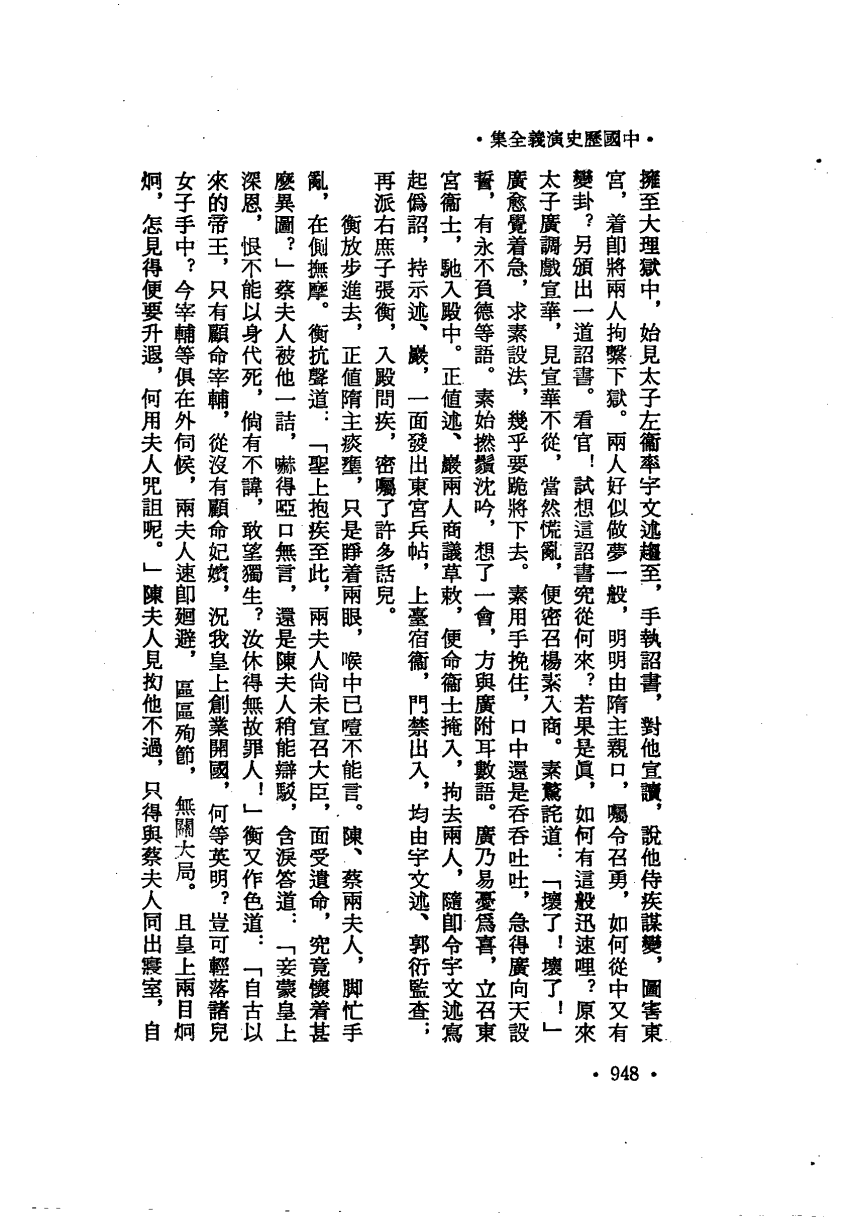 ·中國歷史演義全集·
擁至大理獄中，始見太子左衞率宇文述趨至，手執詔書，對他宣讀，說他侍疾謀變，圖害東
宮，着卽將兩人拘繫下獄。兩人好似做夢一般，明明由隋主親口，囑令召勇，如何從中又有
變卦？另頒出一道詔書。看官！試想這詔書究從何來？若果是眞，如何有這般迅速哩？原來
太子廣調戲宣華，見宣華不從，當然慌亂，便密召楊素入商。素驚詫道：「壞了！壞了！」
廣愈覺着急，求素設法，幾乎要跪將下去。素用手挽住，口中還是吞吞吐吐，急得廣向天設
誓，有永不負德等語。素始撚鬚沈吟，想了一會，方與廣附耳數語。廣乃易憂爲喜，立召東
宮衞士，馳入殿中。正値述、巖兩人商議草敕，便命衞士掩入，拘去兩人，隨卽令宇文述寫
起僞詔，持示述、巖，一面發出東宮兵帖，上臺宿衞，門禁出入，均由宇文述、郭衍監查；
再派右庶子張衡，入殿問疾，密囑了許多話兒。
衡放步進去，正値隋主痰壅，只是睜着兩眼，喉中已噎不能言。陳、蔡兩夫人，脚忙手
亂，在側撫摩。衡抗聲道：「聖上抱疾至此，兩夫人尙未宣召大臣，面受遺命，究竟懷着甚
麽異圖？」蔡夫人被他一詰，嚇得啞口無言，還是陳夫人稍能辯駁，含淚答道：「妾蒙皇上
深恩，恨不能以身代死，倘有不諱，敢望獨生？汝休得無故罪人！」衡又作色道：「自古以
來的帝王，只有顧命宰輔，從沒有顧命妃嬪，況我皇上創業開國，何等英明？豈可輕落諸兒
女子手中？今宰輔等俱在外伺候，兩夫人速卽廻避，區區殉節，無關大局。且皇上兩目炯
炯，怎見得便要升遐，何用夫人咒詛呢。」陳夫人見拗他不過，只得與蔡夫人同出寢室，自
·948·